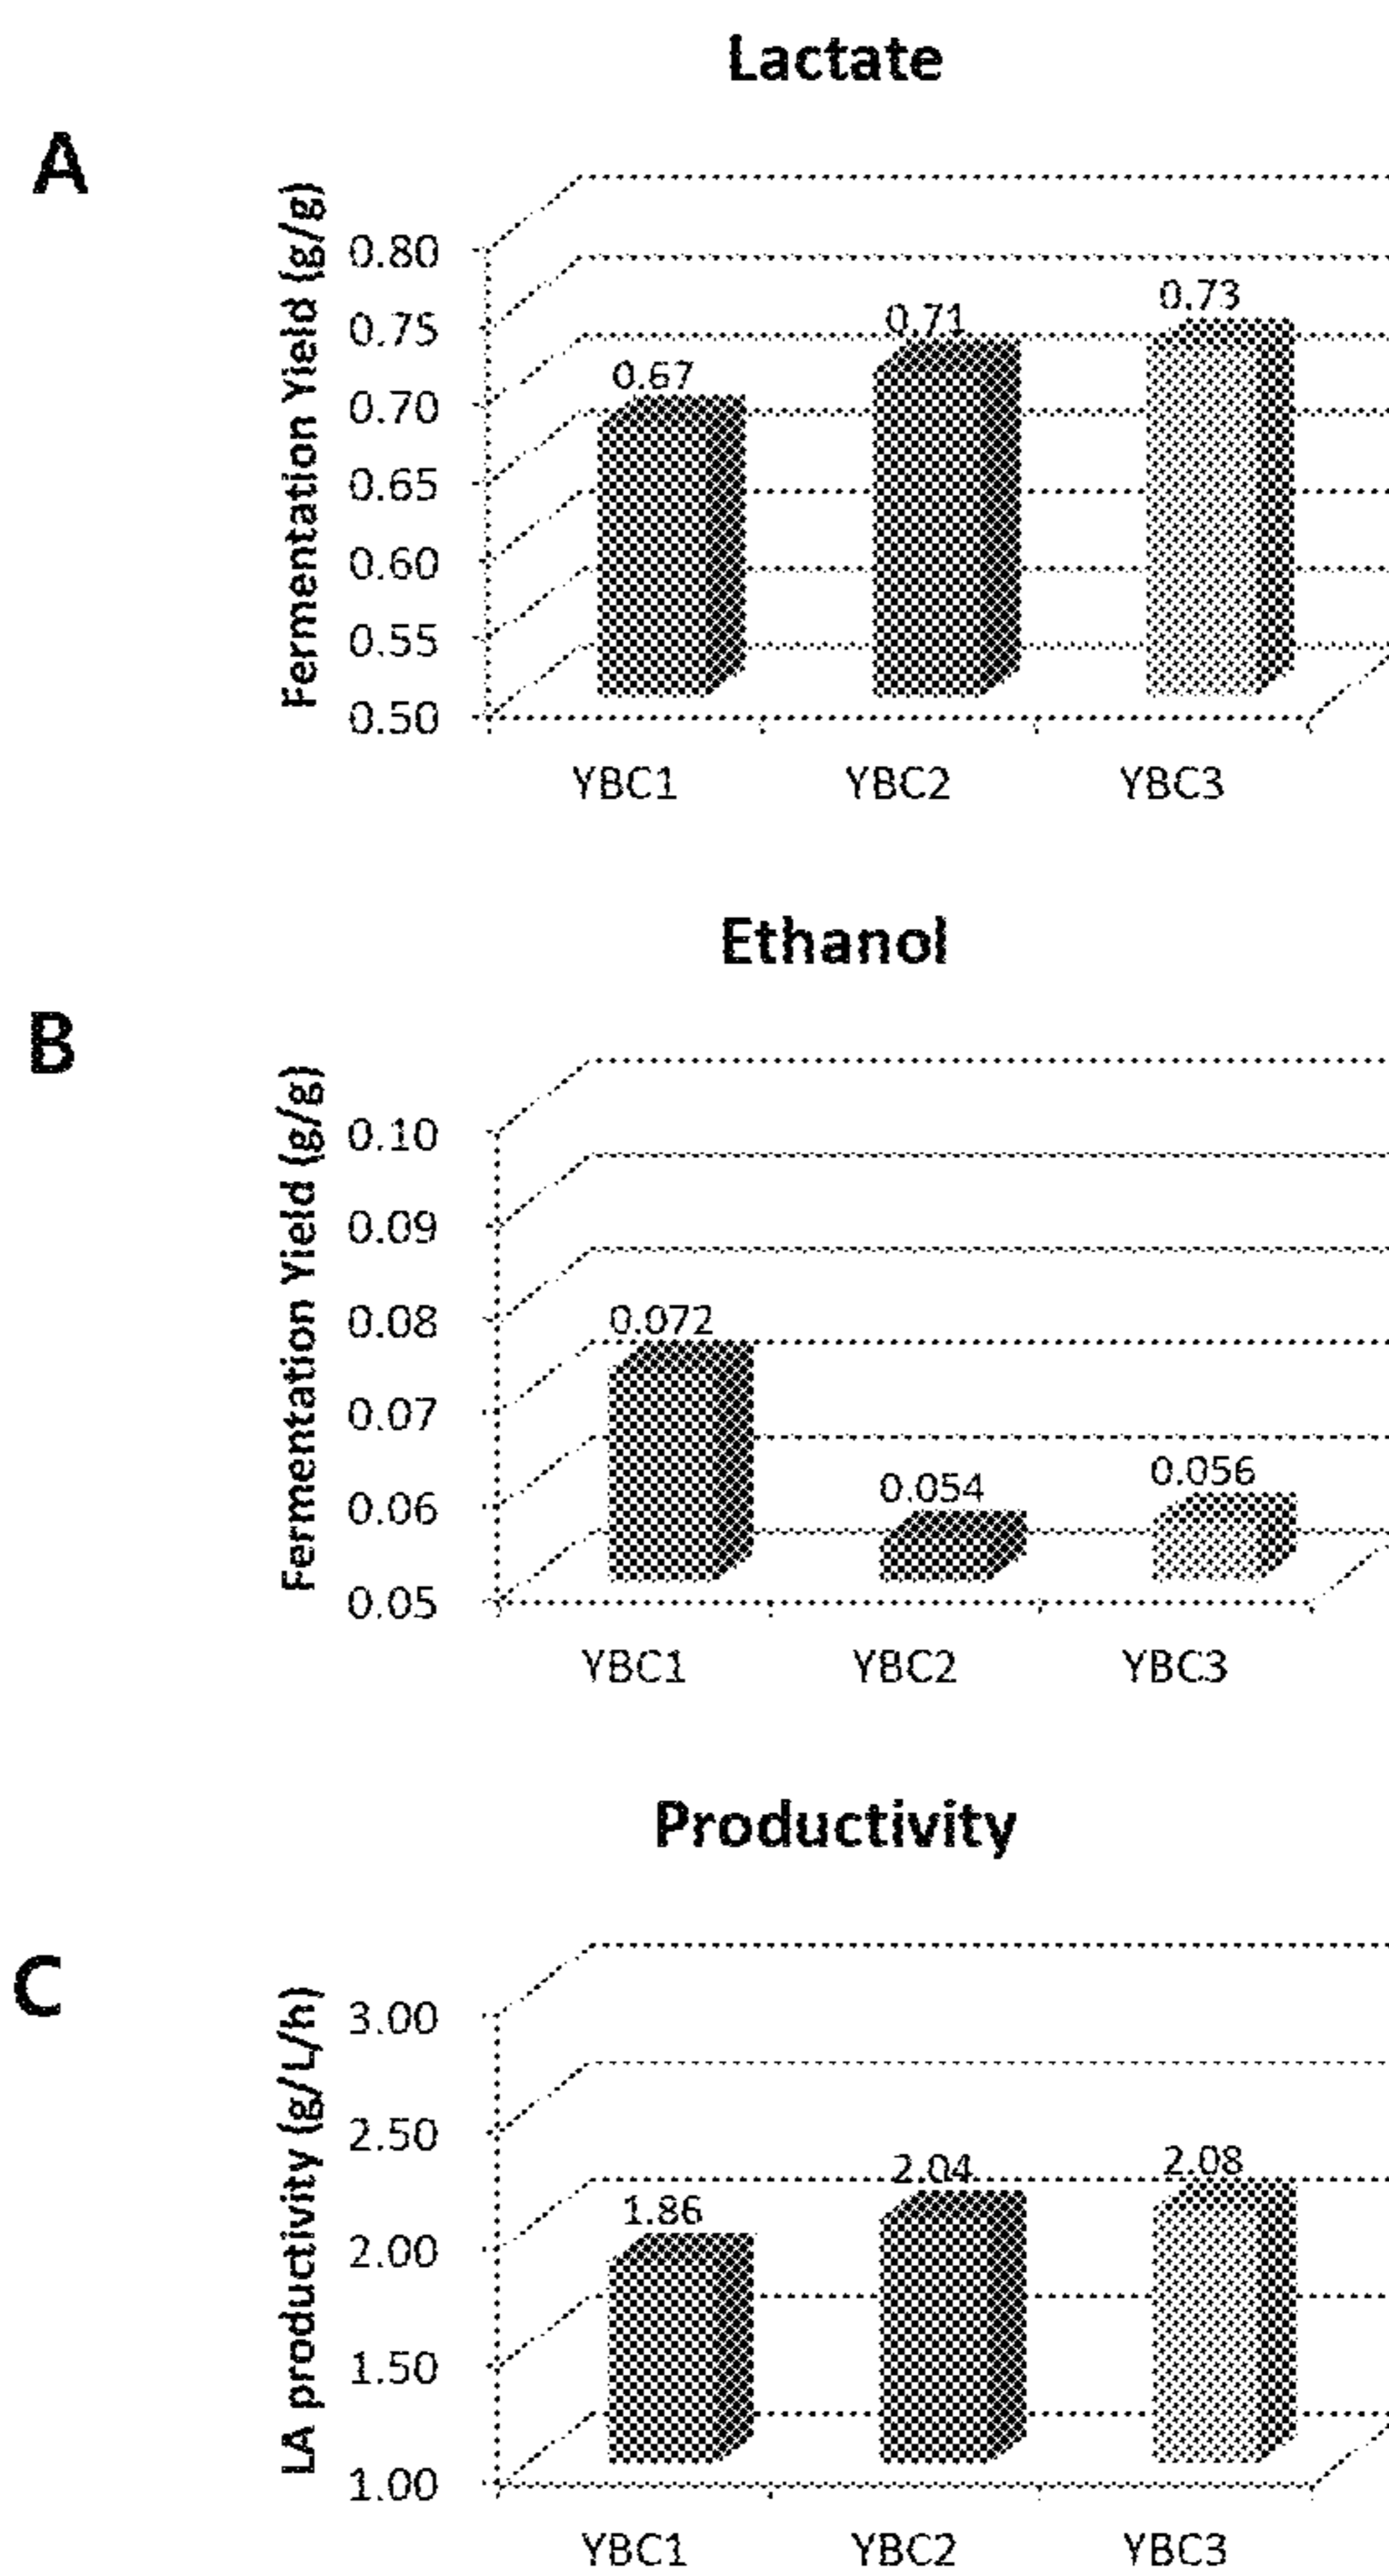 Lactate
A
Fermentation Yield (g/g)
0.80
0.75
0.70
0.65
0.60
0.55
0.50
0.67
0.71
0.73
YBC1 YBC2 YBC3
Ethanol
B
Fermentation Yield (g/g)
0.10
0.09
0.08
0.07
0.06
0.05
0.072
0.054
0.056
YBC1 YBC2 YBC3
Productivity
C
LA productivity (g/L/h)
3.00
2.50
2.00
1.50
1.00
1.86
2.04
2.08
YBC1 YBC2 YBC3